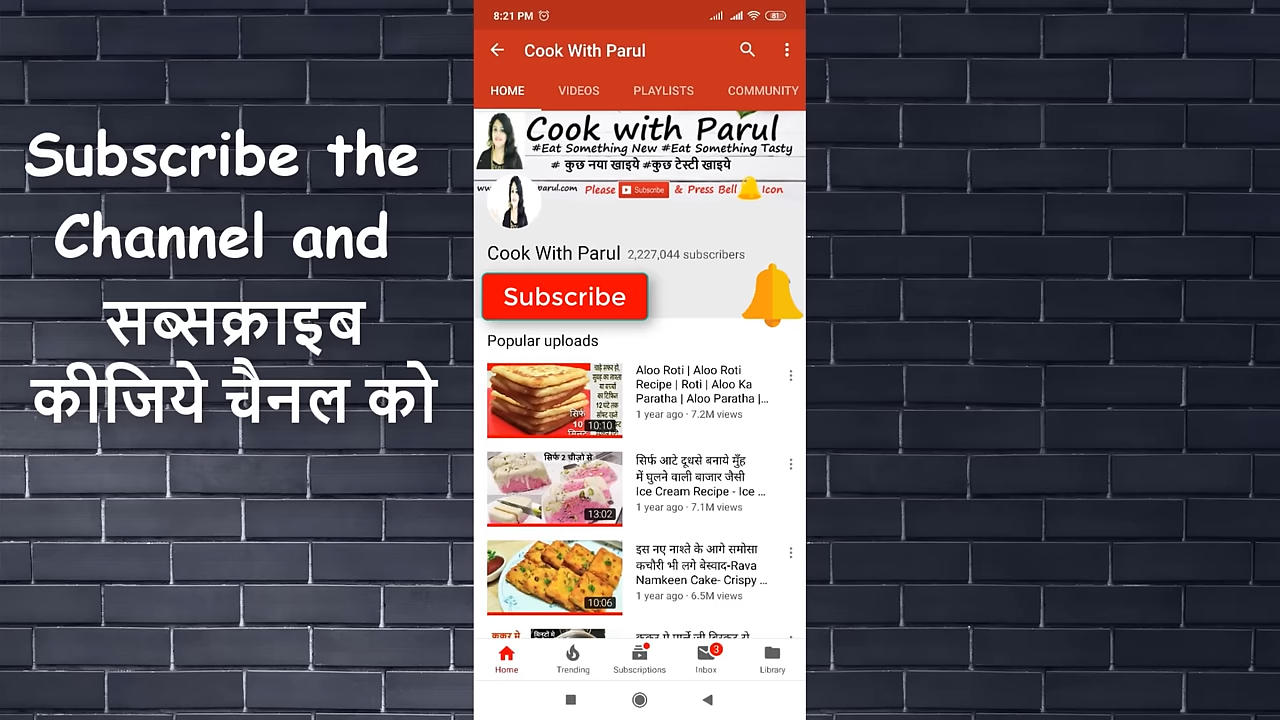 Subscribe the
Channel and
सब्सक्राइब
कीजिये चैनल को
8:21 PM
81
Cook With Parul
HOME VIDEOS PLAYLISTS COMMUNITY
Cook with Parul
#Eat Something New #Eat Something Tasty
# कुछ नया खाइये #कुछ टेस्टी खाइये
Please Subscribe & Press Bell Icon
Cook With Parul 2,227,044 subscribers
Subscribe
Popular uploads
Aloo Roti | Aloo Roti
Recipe | Roti | Aloo Ka
Paratha | Aloo Paratha |...
1 year ago · 7.2M views
सिर्फ
10
10:10
सिर्फ 2 चीज़ो से
13:02
सिर्फ आटे दूधसे बनाये मुँह
में घुलने वाली बाजार जैसी
Ice Cream Recipe - Ice ...
1 year ago · 7.1M views
10:06
इस नए नाश्ते के आगे समोसा
कचौरी भी लगे बेस्वाद-Rava
Namkeen Cake- Crispy ...
1 year ago · 6.5M views
3
Home Trending Subscriptions Inbox Library